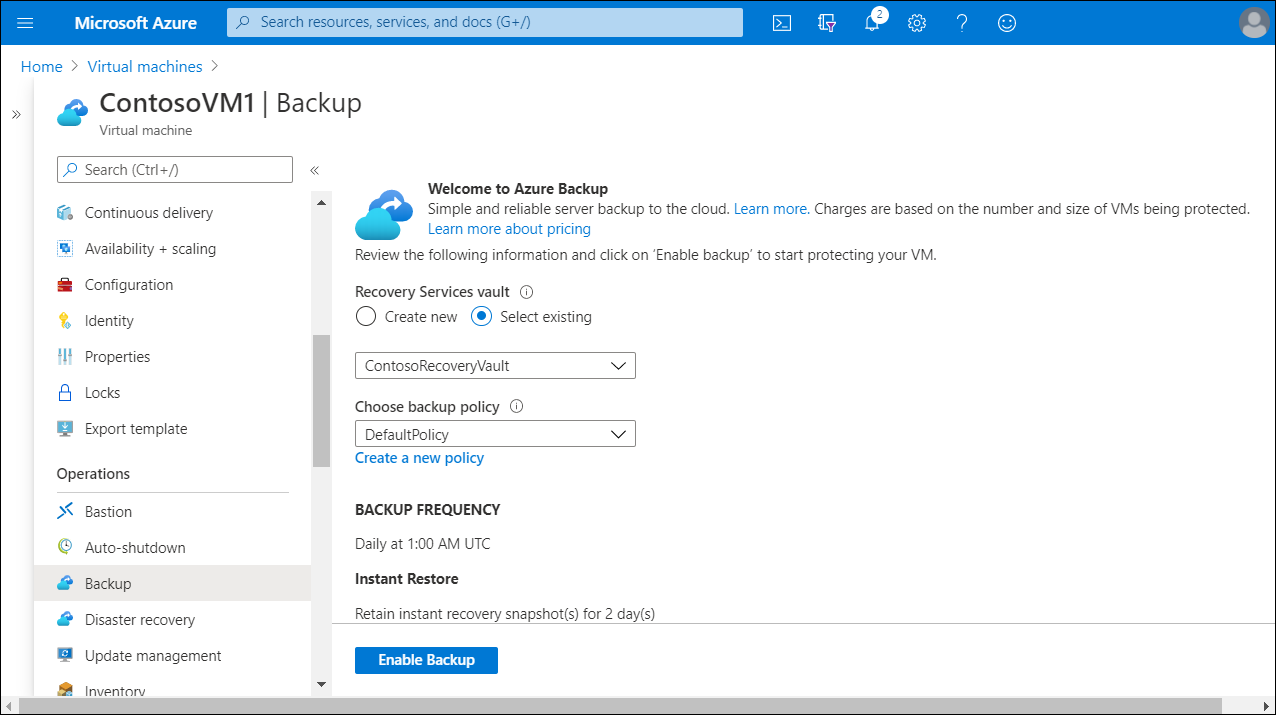 Microsoft Azure
Search resources, services, and docs (G+/)
2
Home > Virtual machines >
»
ContosoVM1 | Backup
Virtual machine
Search (Ctrl+/)
«
Continuous delivery
Availability + scaling
Configuration
Identity
Properties
Locks
Export template
Operations
Bastion
Auto-shutdown
Backup
Disaster recovery
Update management
Inventory
Welcome to Azure Backup
Simple and reliable server backup to the cloud. Learn more. Charges are based on the number and size of VMs being protected.
Learn more about pricing
Review the following information and click on ‘Enable backup’ to start protecting your VM.
Recovery Services vault
Create new Select existing
ContosoRecoveryVault
Choose backup policy
DefaultPolicy
Create a new policy
BACKUP FREQUENCY
Daily at 1:00 AM UTC
Instant Restore
Retain instant recovery snapshot(s) for 2 day(s)
Enable Backup